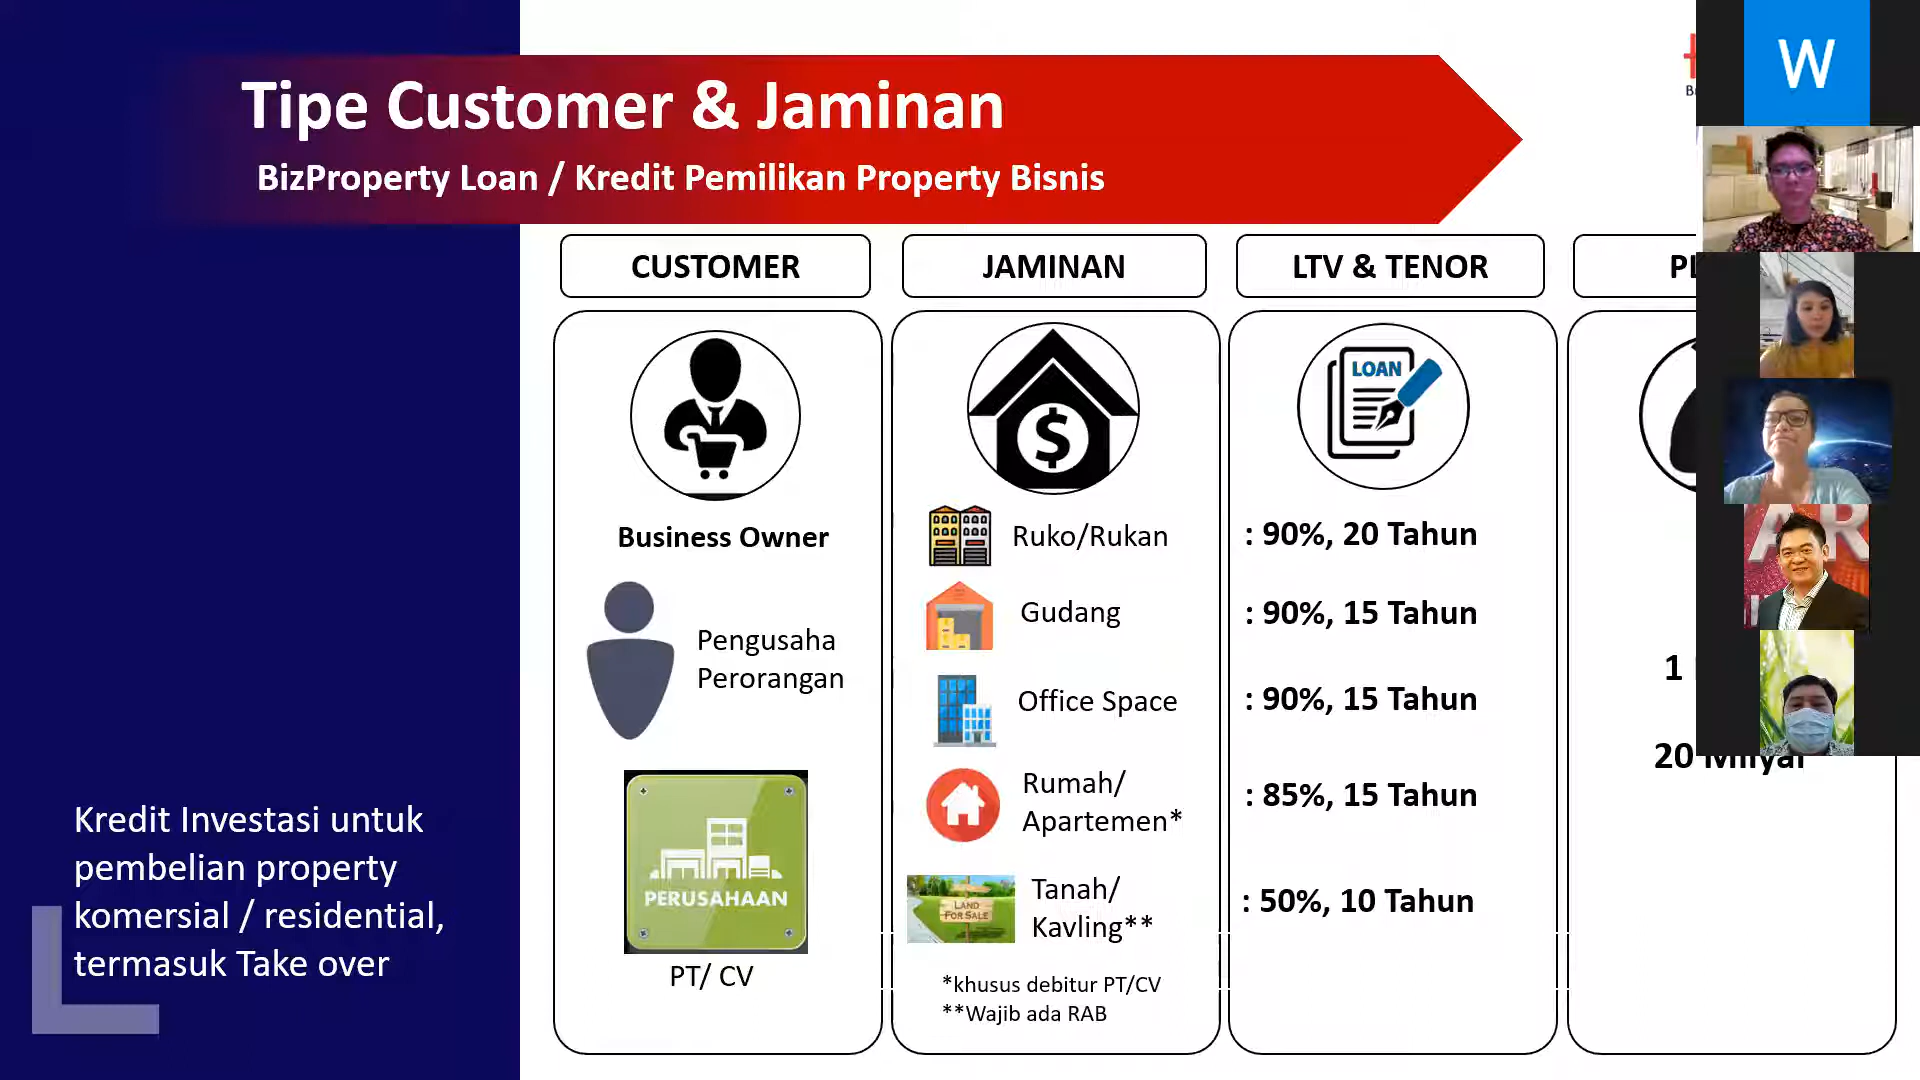 Tipe Customer & Jaminan
BizProperty Loan / Kredit Pemilikan Property Bisnis
W
CUSTOMER
JAMINAN
LTV & TENOR
LOAN
Business Owner
Pengusaha
Perorangan
PERUSAHAAN
PT/ CV
Ruko/Rukan
: 90%, 20 Tahun
Gudang
: 90%, 15 Tahun
Office Space
: 90%, 15 Tahun
Rumah/
Apartemen*
: 85%, 15 Tahun
LAND
FOR SALE
Tanah/
Kavling**
: 50%, 10 Tahun
*khusus debitur PT/CV
**Wajib ada RAB
1
20 Milyar
Kredit Investasi untuk
pembelian property
komersial / residential,
termasuk Take over